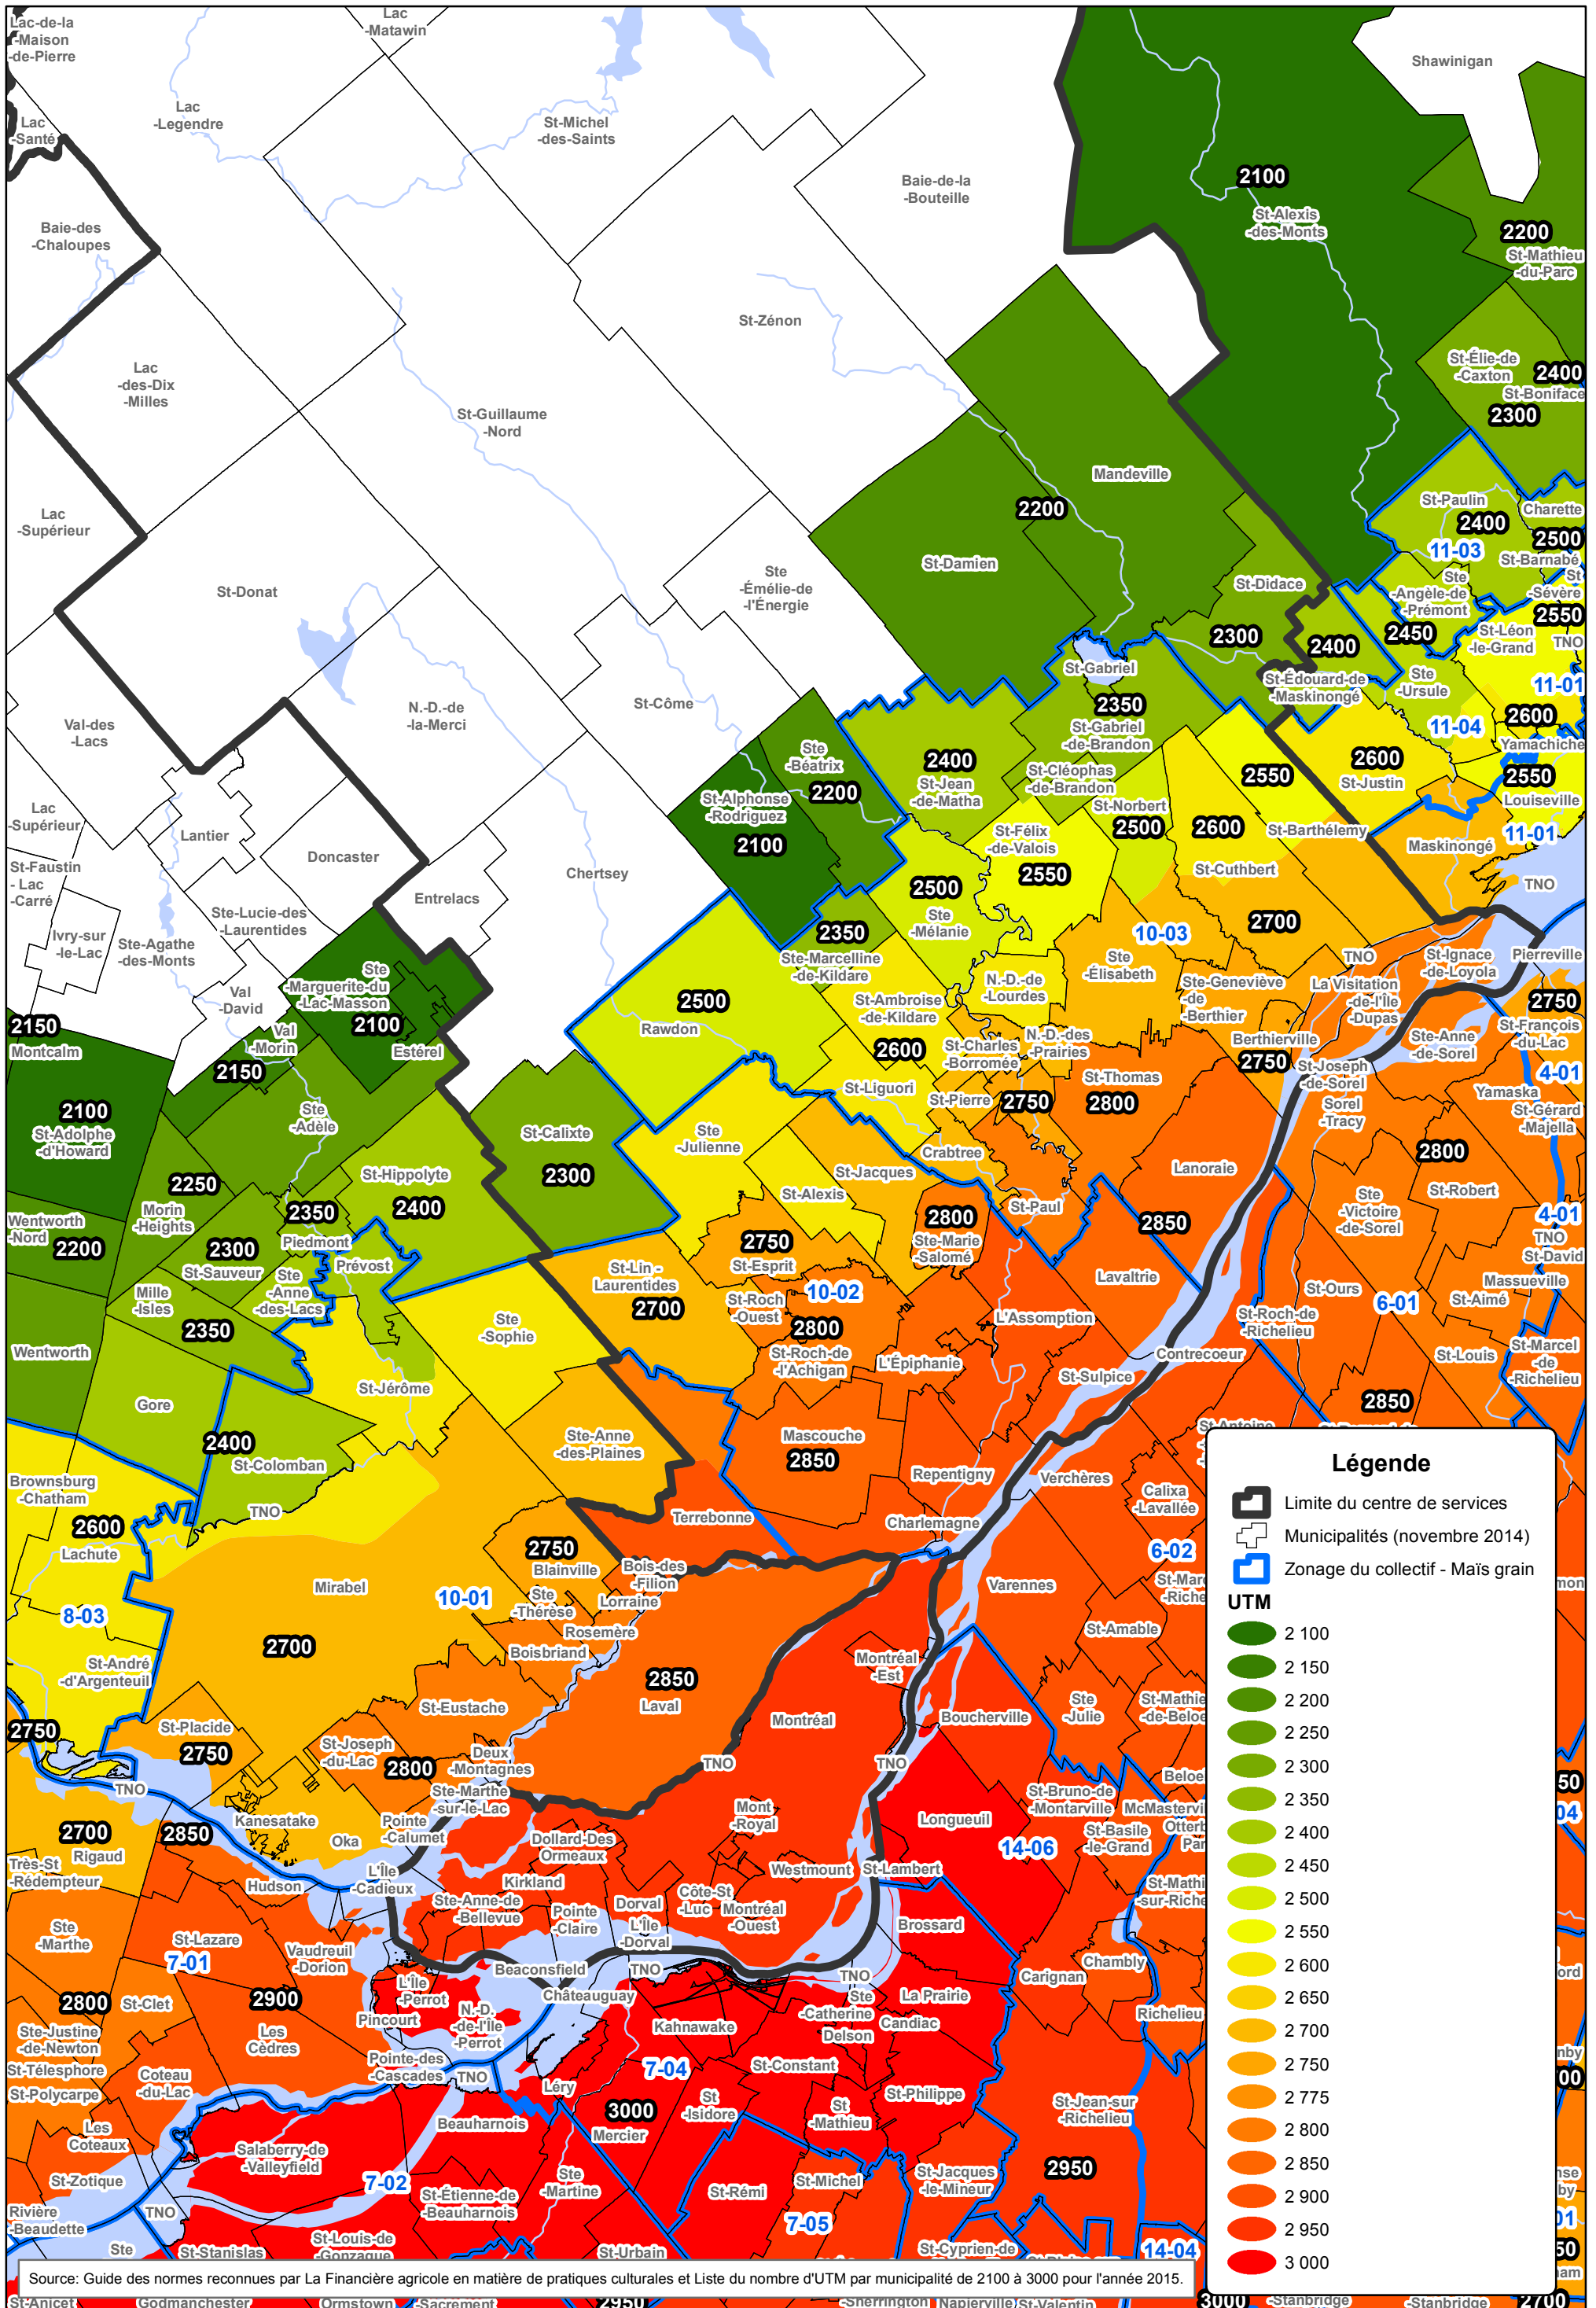 Lac-de-la
-Maison
-de-Pierre
Lac
-Matawin
Shawinigan
Lac
-Legendre
Lac
-Santé
St-Michel
-des-Saints
Baie-de-la
-Bouteille
2100
St-Alexis
-des-Monts
Baie-des
-Chaloupes
2200
St-Mathieu
-du-Parc
St-Zénon
Lac
-des-Dix
-Milles
St-Élie-de
-Caxton
2400
St-Boniface
2300
St-Guillaume
-Nord
Mandeville
Lac
-Supérieur
2200
St-Paulin
2400
11-03
Charette
2500
St-Barnabé
St-Donat
Ste
-Émélie-de
-l'Énergie
St-Damien
St-Didace
Ste
-Angèle-de
-Prémont
St
-Sévère
2550
2300
2400
2450
St-Léon
-le-Grand
TNO
St-Gabriel
St-Édouard-de
-Maskinongé
Ste
-Ursule
11-01
Val-des
-Lacs
N.-D.-de
-la-Merci
St-Côme
2350
St-Gabriel
-de-Brandon
11-04
2600
Yamachiche
Ste
-Béatrix
2200
2400
St-Jean
-de-Matha
St-Cléophas
-de-Brandon
2550
2600
St-Justin
2550
Louiseville
11-01
Lac
-Supérieur
Lantier
St-Alphonse
-Rodriguez
2100
St-Norbert
2500
2600
St-Barthélemy
Maskinongé
St-Félix
-de-Valois
2550
St-Faustin
- Lac
-Carré
Doncaster
Chertsey
Entrelacs
2500
Ste
-Mélanie
St-Cuthbert
TNO
Ivry-sur
-le-Lac
Ste-Agathe
-des-Monts
Ste-Lucie-des
-Laurentides
2350
Ste-Marcelline
-de-Kildare
10-03
2700
Ste
-Élisabeth
TNO
St-Ignace
-de-Loyola
Pierreville
Val
-David
Ste
-Marguerite-du
-Lac-Masson
2100
Estérel
2500
Rawdon
St-Ambroise
-de-Kildare
N.-D.-de
-Lourdes
Ste-Geneviève
-de
-Berthier
La Visitation
-de-l'Île
-Dupas
2750
St-François
-du-Lac
2150
Montcalm
Val
-Morin
2150
2600
St-Charles
-Borromée
N.-D.-des
-Prairies
Berthierville
2750
Ste-Anne
-de-Sorel
4-01
2100
St-Adolphe
-d'Howard
Ste
-Adèle
St-Liguori
St-Pierre
2750
St-Thomas
2800
St-Joseph
-de-Sorel
Sorel
-Tracy
Yamaska
St-Gérard
-Majella
St-Calixte
2300
Ste
-Julienne
Crabtree
2800
2250
Morin
-Heights
St-Hippolyte
2400
St-Jacques
St-Alexis
Lanoraie
St-Paul
Ste
-Victoire
-de-Sorel
St-Robert
4-01
TNO
St-David
Wentworth
-Nord
2200
2350
Piedmont
2300
St-Sauveur
2800
Ste-Marie
-Salomé
2850
2750
St-Esprit
Prévost
Mille
-Isles
2350
Ste
-Anne
-des-Lacs
St-Lin -
Laurentides
2700
St-Roch
-Ouest
10-02
2800
St-Roch-de
-l'Achigan
Lavaltrie
St-Ours
6-01
Massueville
St-Aimé
Wentworth
Ste
-Sophie
L'Assomption
St-Roch-de
-Richelieu
L'Épiphanie
St-Sulpice
Contrecoeur
St-Louis
St-Marcel
-de
-Richelieu
Gore
St-Jérôme
2850
2400
St-Colomban
Ste-Anne
-des-Plaines
Mascouche
2850
St-Antoine
Brownsburg
-Chatham
Repentigny
Verchères
Calixa
-Lavallée
TNO
2600
Lachute
Terrebonne
Charlemagne
6-02
2750
Blainville
Bois-des
-Filion
Lorraine
Varennes
St-Marc
-Riche
Mirabel
10-01
Ste
-Thérèse
Rosemère
Boisbriand
8-03
2700
St-Amable
St-André
-d'Argenteuil
2850
Laval
Montréal
-Est
Ste
-Julie
St-Mathie
-de-Beloe
St-Eustache
Montréal
Boucherville
2750
St-Placide
2750
St-Joseph
-du-Lac
2800
Deux
-Montagnes
Ste-Marthe
-sur-le-Lac
TNO
TNO
TNO
Beloe
St-Bruno-de
-Montarville
McMastervi
Otterb
Par
Kanesatake
Oka
Pointe
-Calumet
Mont
-Royal
Longueuil
14-06
St-Basile
-le-Grand
2700
Rigaud
2850
Très-St
-Rédempteur
Hudson
L'Île
-Cadieux
Dollard-Des
Ormeaux
Kirkland
Westmount
St-Lambert
St-Mathi
-sur-Riche
Ste-Anne-de
-Bellevue
Pointe
-Claire
Dorval
L'Île
-Dorval
Côte-St
-Luc
Montréal
-Ouest
Brossard
Ste
-Marthe
St-Lazare
7-01
Vaudreuil
-Dorion
Chambly
Beaconsfield
TNO
TNO
Carignan
L'Île
-Perrot
Pincourt
N.-D.
-de-l'Île
-Perrot
Châteauguay
La Prairie
2800
St-Clet
2900
Ste
-Catherine
Delson
Candiac
Richelieu
Ste-Justine
-de-Newton
Les
Cèdres
Kahnawake
St-Télesphore
St-Polycarpe
Coteau
-du-Lac
Pointe-des
-Cascades
TNO
7-04
St-Constant
Léry
St-Philippe
3000
Mercier
St
-Isidore
St
-Mathieu
St-Jean-sur
-Richelieu
Les
Coteaux
Beauharnois
Salaberry-de
-Valleyfield
2950
St-Zotique
7-02
Ste
-Martine
St-Rémi
St-Michel
St-Jacques
-le-Mineur
St-Étienne-de
-Beauharnois
Rivière
-Beaudette
TNO
7-05
Ste
St-Stanislas
St-Louis-de
-Gonzague
St-Urbain
St-Cyprien-de
14-04
Légende
Limite du centre de services
Municipalités (novembre 2014)
Zonage du collectif - Maïs grain
UTM
2 100
2 150
2 200
2 250
2 300
2 350
2 400
2 450
2 500
2 550
2 600
2 650
2 700
2 750
2 775
2 800
2 850
2 900
2 950
3 000
Source: Guide des normes reconnues par La Financière agricole en matière de pratiques culturales et Liste du nombre d'UTM par municipalité de 2100 à 3000 pour l'année 2015.
St-Anicet
Godmanchester
Ormstown
-Sacrement
2950
-Sherrington
Napierville
St-Valentin
3000
-Stanbridge
-Stanbridge
2700